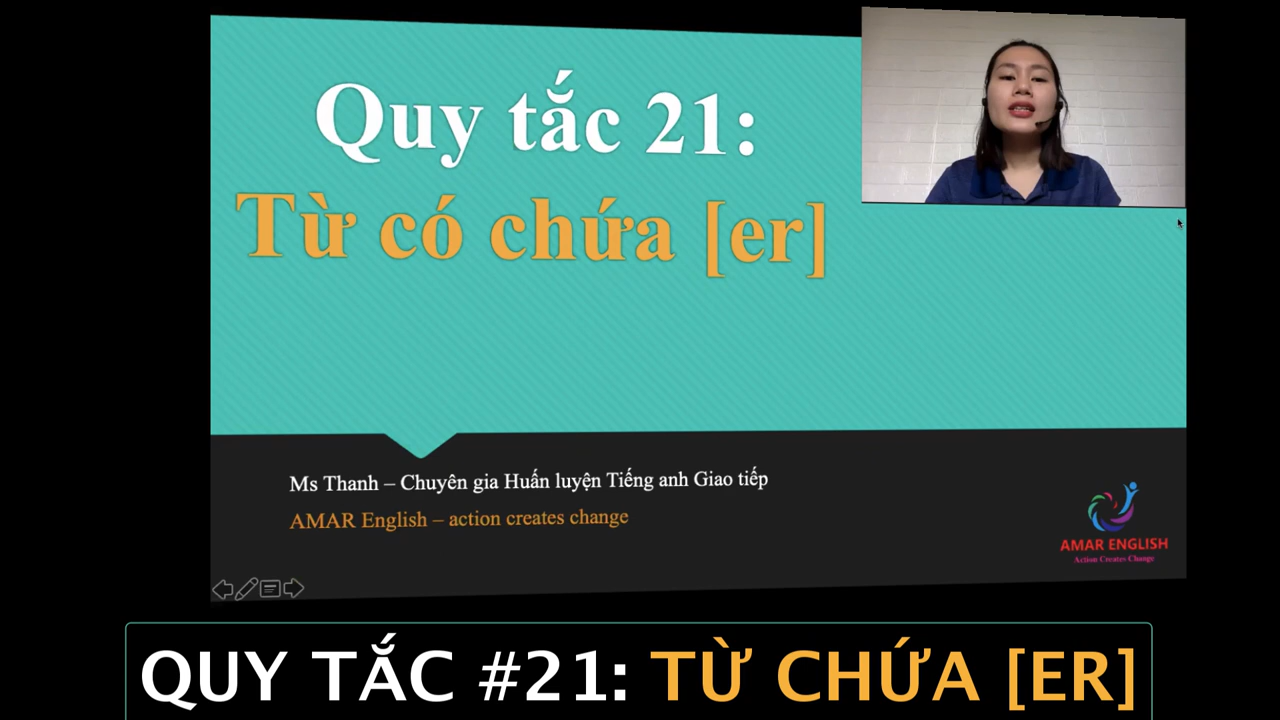 Quy tắc 21:
Từ có chứa [er]
Ms Thanh – Chuyên gia Huấn luyện Tiếng anh Giao tiếp
AMAR English – action creates change
AMAR ENGLISH
Action Creates Change
QUY TẮC #21: TỪ CHỨA [ER]